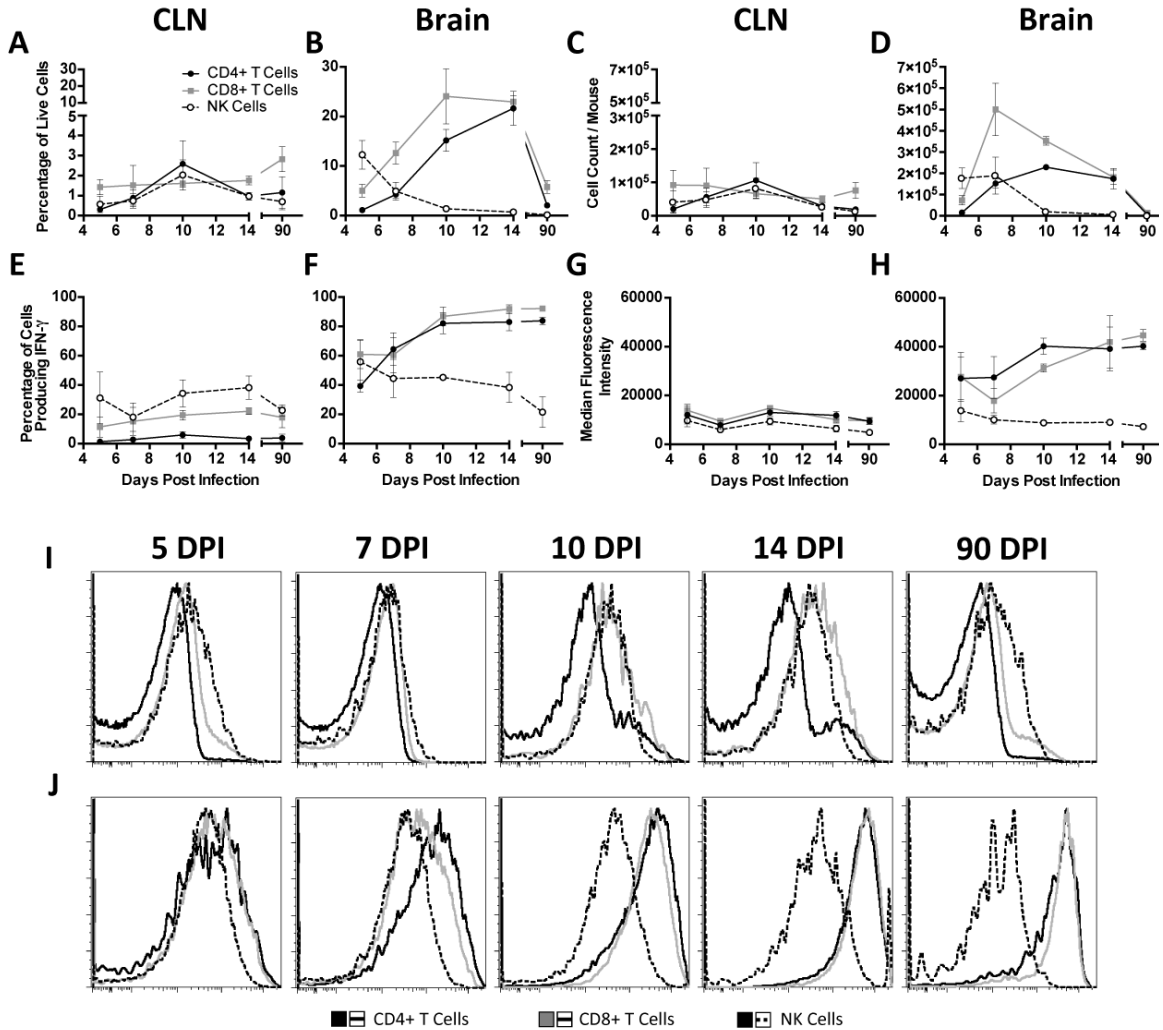 CLN Brain CLN Brain
A B C D
Percentage of Live Cells
30
20
10
5
4
3
2
1
0
CD4+ T Cells
CD8+ T Cells
NK Cells
4 6 8 10 12 14 90
30
20
10
0
4 6 8 10 12 14 90
Cell Count / Mouse
7×10⁵
5×10⁵
1×10⁵
0
4 6 8 10 12 14 90
7×10⁵
6×10⁵
5×10⁵
4×10⁵
3×10⁵
2×10⁵
1×10⁵
0
4 6 8 10 12 14 90
E F G H
Percentage of Cells
Producing IFN-γ
100
80
60
40
20
0
4 6 8 10 12 14 90
Days Post Infection
100
80
60
40
20
0
4 6 8 10 12 14 90
Days Post Infection
Median Fluorescence
Intensity
60000
40000
20000
0
4 6 8 10 12 14 90
Days Post Infection
60000
40000
20000
0
4 6 8 10 12 14 90
Days Post Infection
I
5 DPI 7 DPI 10 DPI 14 DPI 90 DPI
J
CD4+ T Cells CD8+ T Cells NK Cells